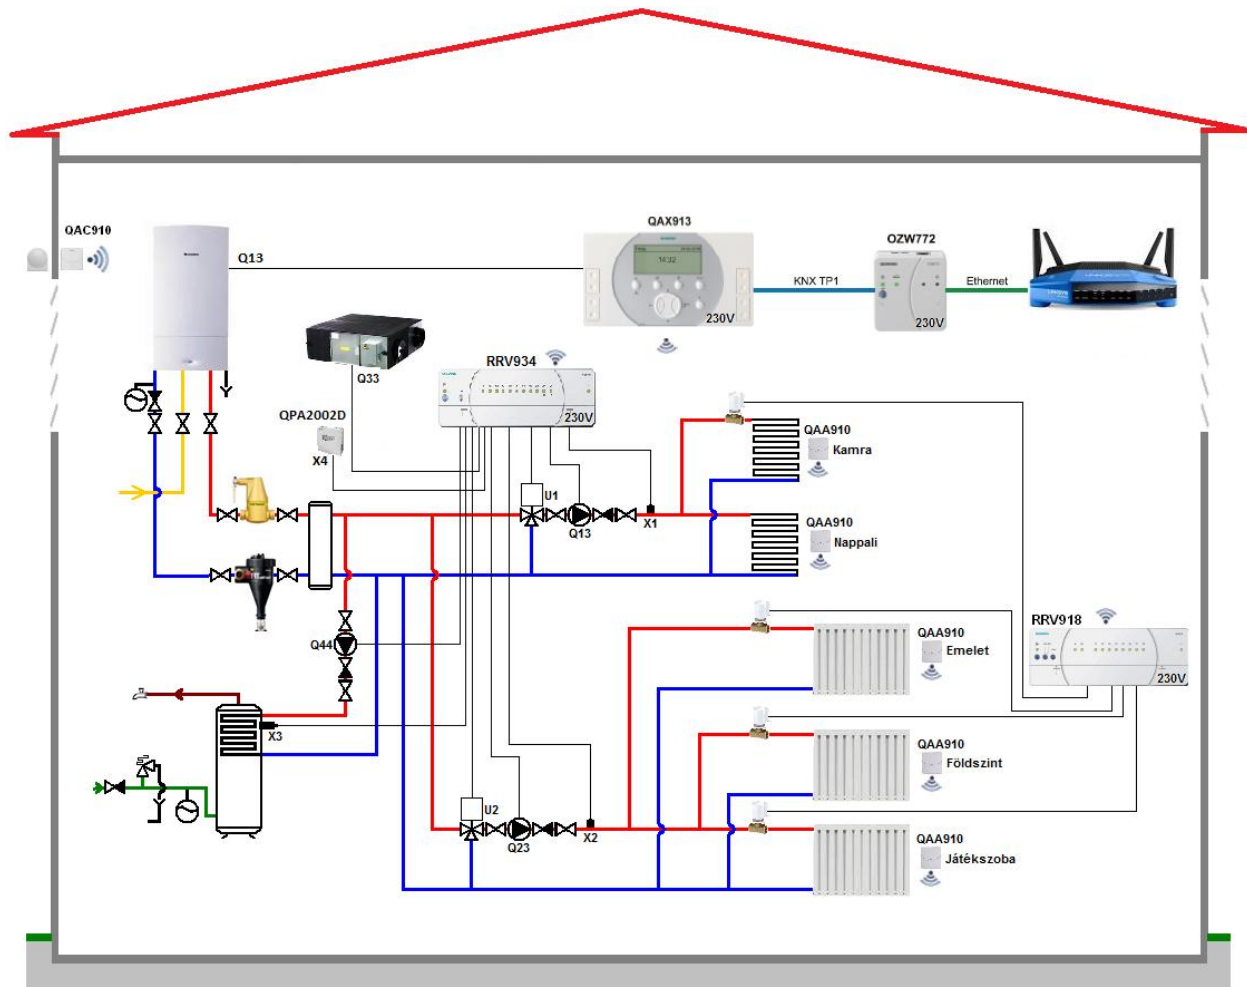 QAX913
QAC910
OZW772
Q13
14:32
KNX TP1
Ethernet
230V
230V
RRV934
Q33
QPA2002D
230V
X4
QAA910
Kamra
U1
X1
Q13
QAA910
Nappali
RRV918
QAA910
Emelet
Q44
230V
X3
QAA910
Földszint
U2
Q23
X2
QAA910
Játékszoba